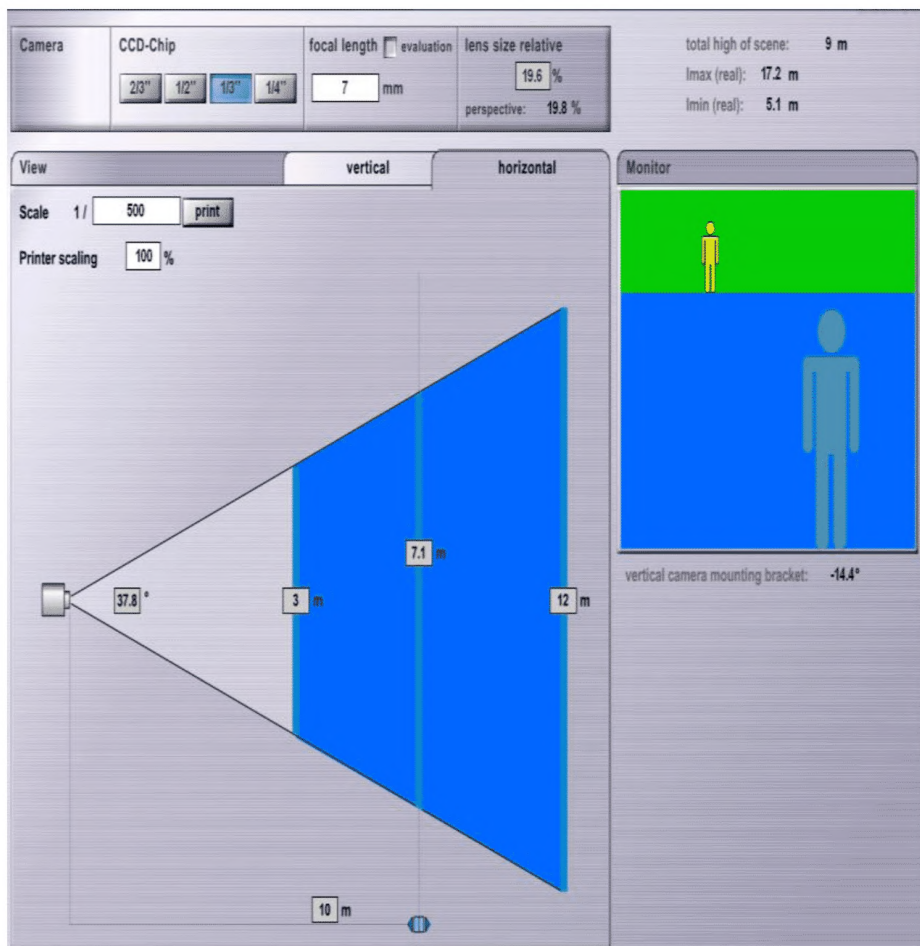 Camera
CCD-Chip
2/3" 1/2" 1/3" 1/4"
focal length evaluation
7 mm
lens size relative
19.6 %
perspective: 19.8 %
total high of scene: 9 m
lmax (real): 17.2 m
lmin (real): 5.1 m
View vertical horizontal
Monitor
Scale 1/ 500 print
Printer scaling 100 %
7.1 m
37.8 °
3 m
12 m
10 m
vertical camera mounting bracket: -14.4°